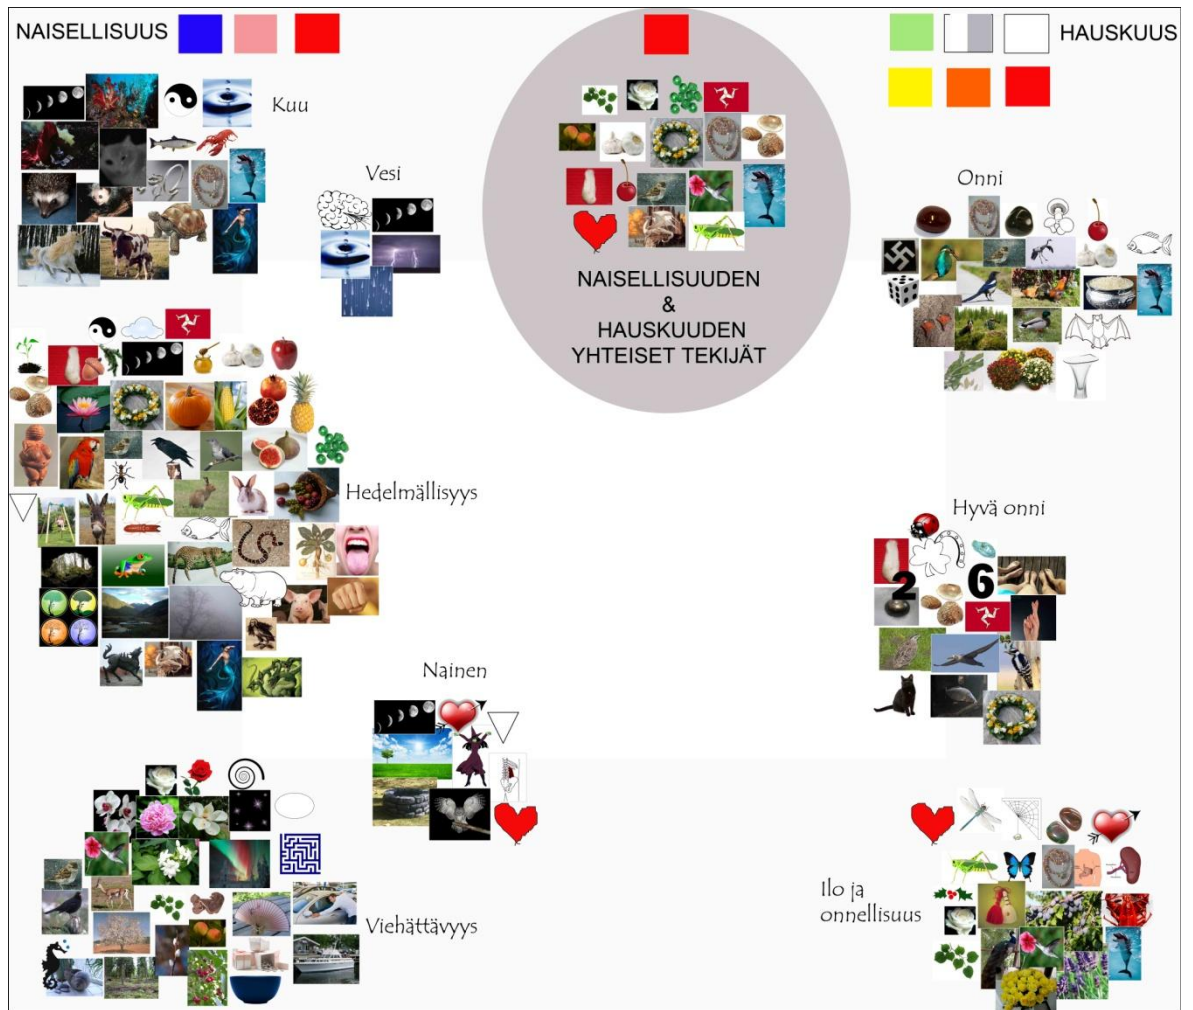 NAISELLISUUS
HAUSKUUS
Kuu
Vesi
Onni
NAISELLISUUDEN
&
HAUSKUUDEN
YHTEISET TEKIJÄT
Hedelmällisyys
Hyvä onni
2
6
Nainen
Viehättävyys
Ilo ja
onnellisuus